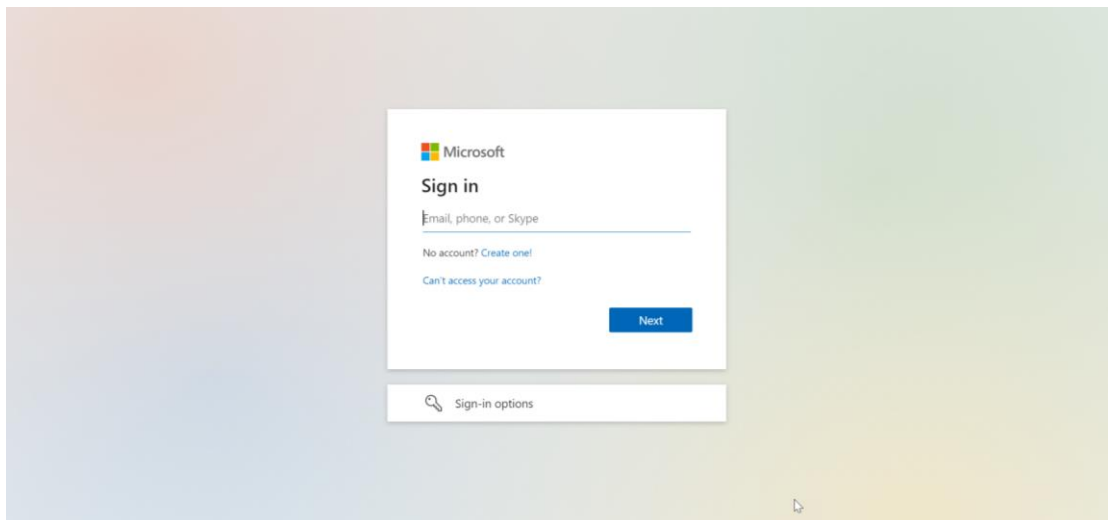 Microsoft
Sign in
Email, phone, or Skype
No account? Create one!
Can't access your account?
Next
Sign-in options